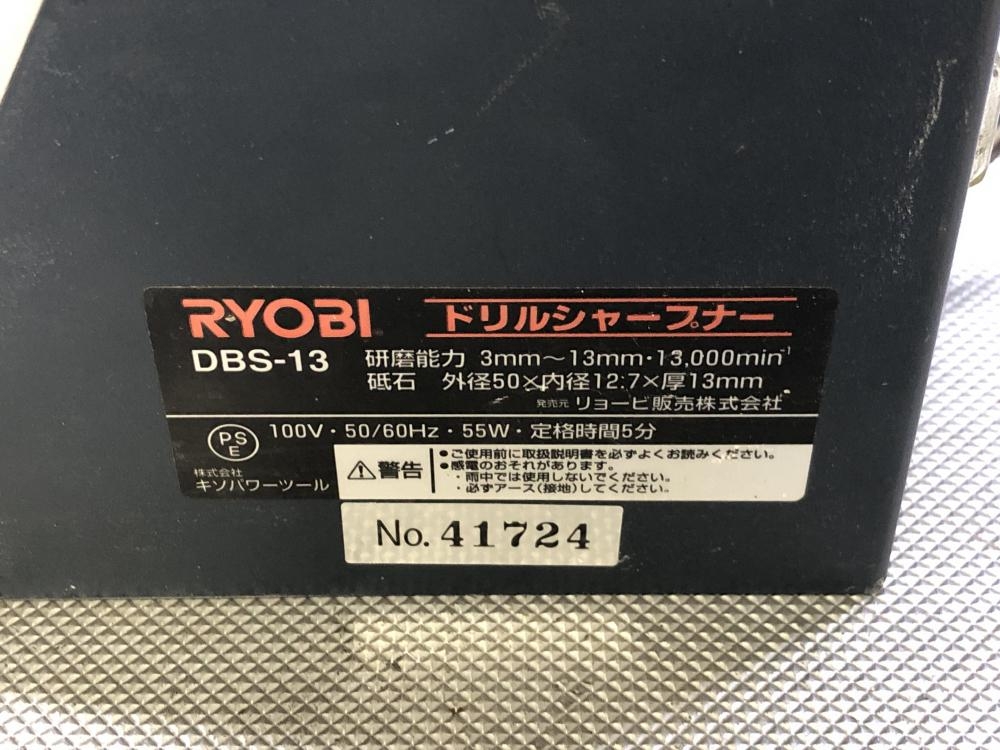 RYOBI ドリルシャープナー
DBS-13 研磨能力 3mm～13mm・13,000min⁻¹
砥石 外径50×内径12.7×厚13mm
発売元 リョービ販売株式会社
PS E 100V・50/60Hz・55W・定格時間5分
株式会社
キソパワーツール
警告
•ご使用前に取扱説明書を必ずよくお読みください。
•感電のおそれがあります。
・雨中では使用しないでください。
・必ずアース(接地)してください。
No. 41724